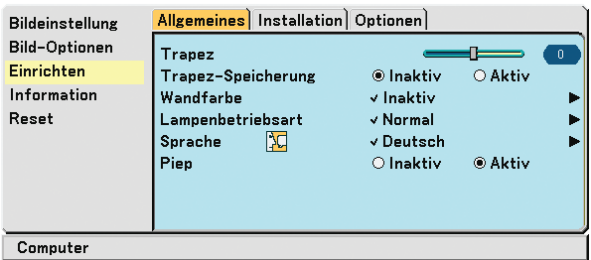 Bildeinstellung
Bild-Optionen
Einrichten
Information
Reset
Allgemeines Installation Optionen
Trapez 0
Trapez-Speicherung Inaktiv Aktiv
Wandfarbe ✓ Inaktiv
Lampenbetriebsart ✓ Normal
Sprache ✓ Deutsch
Piep Inaktiv Aktiv
Computer